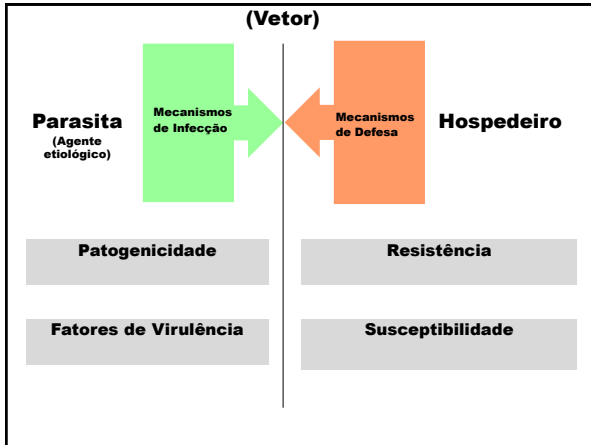 (Vetor)
Parasita
(Agente
etiológico)
Mecanismos
de Infecção
Mecanismos
de Defesa
Hospedeiro
Patogenicidade
Resistência
Fatores de Virulência
Susceptibilidade